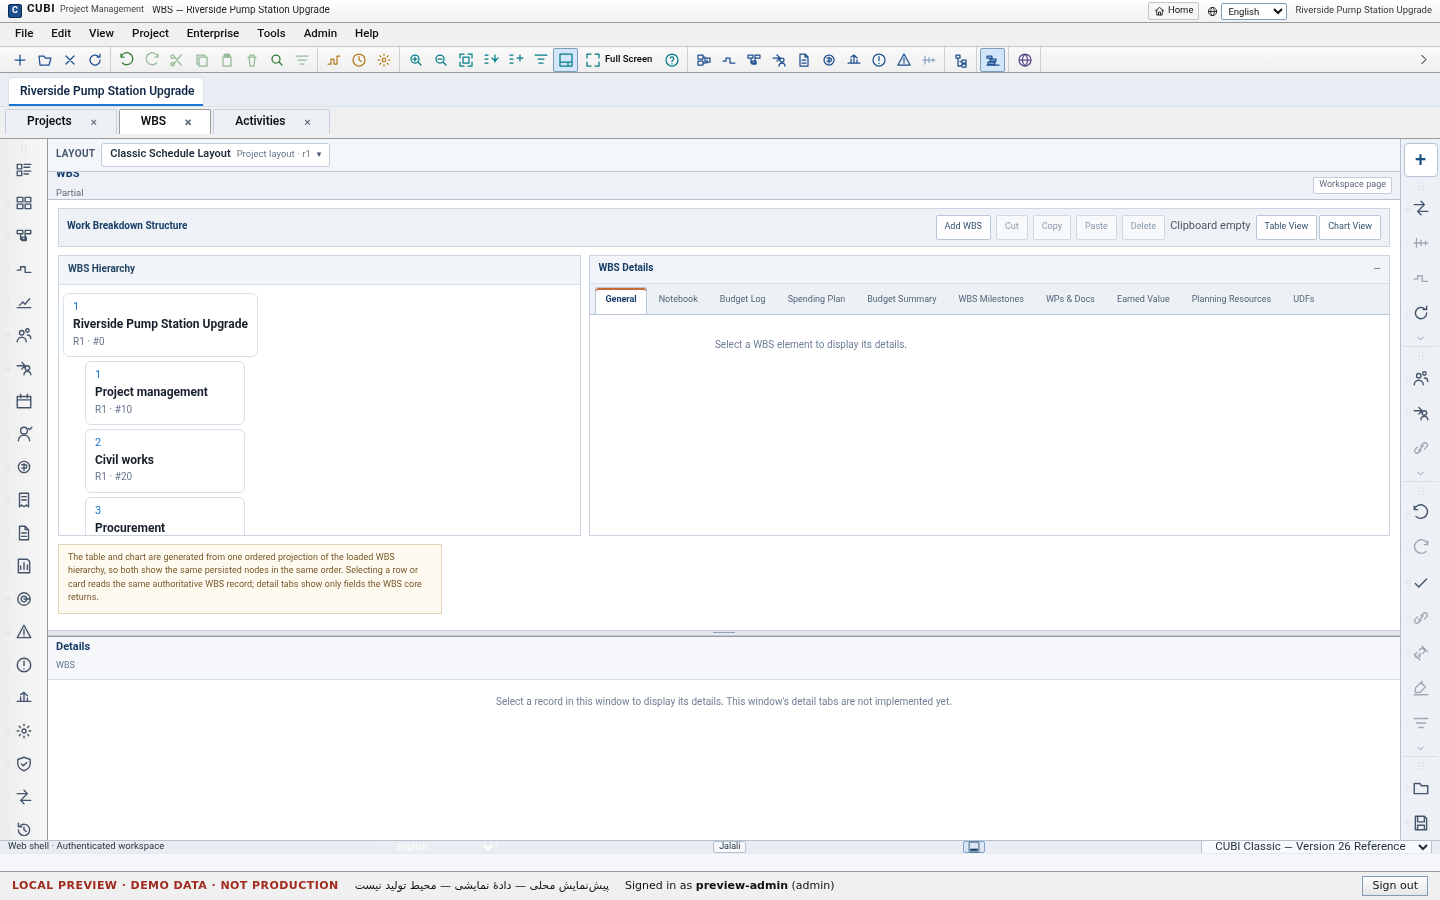 C CUBI Project Management WBS — Riverside Pump Station Upgrade Home English Riverside Pump Station Upgrade
File Edit View Project Enterprise Tools Admin Help
Full Screen
Riverside Pump Station Upgrade
Projects × WBS × Activities ×
LAYOUT Classic Schedule Layout Project layout · r1
WBS
Partial Workspace page
Work Breakdown Structure Add WBS Cut Copy Paste Delete Clipboard empty Table View Chart View
WBS Hierarchy
1
Riverside Pump Station Upgrade
R1 · #0
1
Project management
R1 · #10
2
Civil works
R1 · #20
3
Procurement
WBS Details –
General Notebook Budget Log Spending Plan Budget Summary WBS Milestones WPs & Docs Earned Value Planning Resources UDFs
Select a WBS element to display its details.
The table and chart are generated from one ordered projection of the loaded WBS
hierarchy, so both show the same persisted nodes in the same order. Selecting a row or
card reads the same authoritative WBS record; detail tabs show only fields the WBS core
returns.
Details
WBS
Select a record in this window to display its details. This window's detail tabs are not implemented yet.
Web shell · Authenticated workspace English Jalali CUBI Classic — Version 26 Reference
LOCAL PREVIEW · DEMO DATA · NOT PRODUCTION پیش‌نمایش محلی — دادهٔ نمایشی — محیط تولید نیست Signed in as preview-admin (admin) Sign out